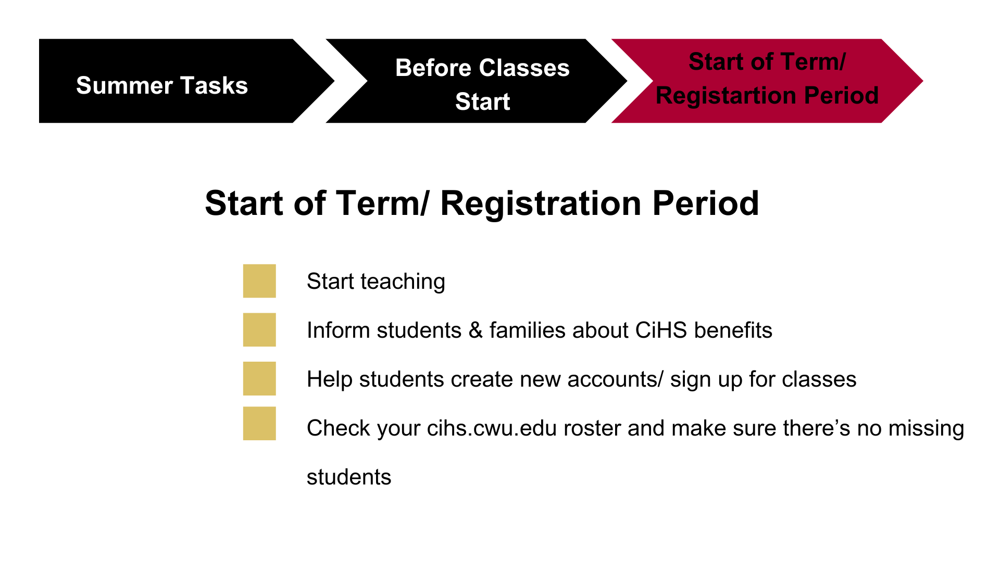 Summer Tasks
Before Classes
Start
Start of Term/
Registartion Period
Start of Term/ Registration Period
Start teaching
Inform students & families about CiHS benefits
Help students create new accounts/ sign up for classes
Check your cihs.cwu.edu roster and make sure there’s no missing
students